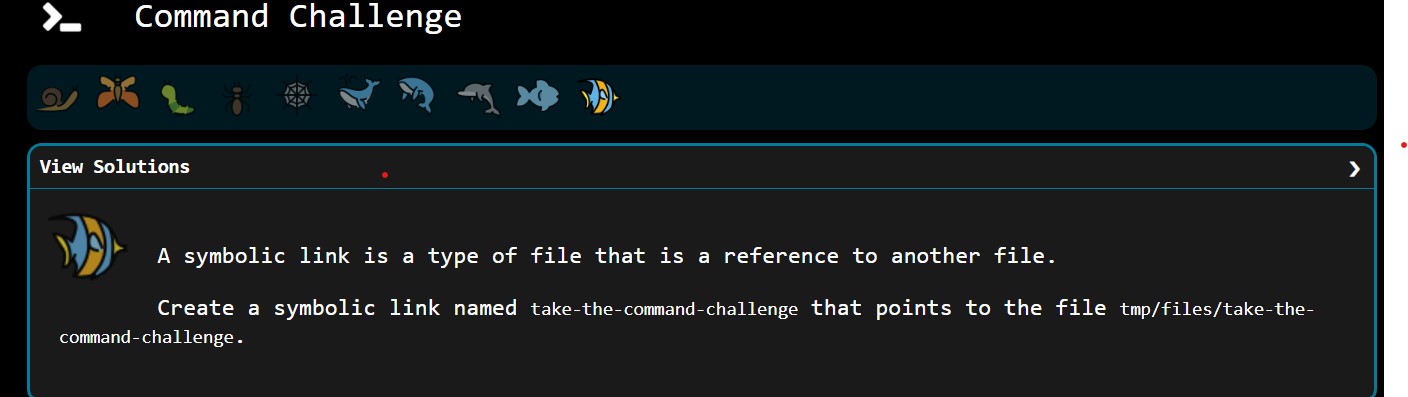 Command Challenge
View Solutions
A symbolic link is a type of file that is a reference to another file.
Create a symbolic link named take-the-command-challenge that points to the file tmp/files/take-the-
command-challenge.